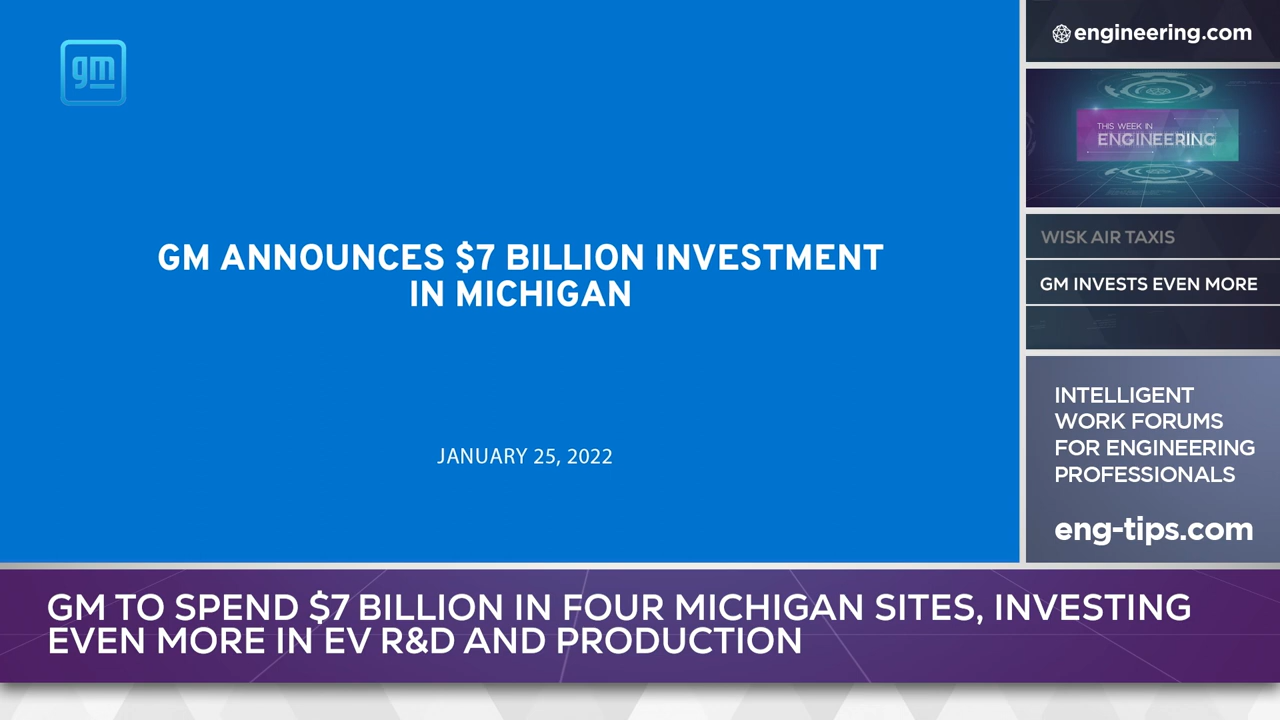 gm
GM ANNOUNCES $7 BILLION INVESTMENT
IN MICHIGAN
JANUARY 25, 2022
engineering.com
THIS WEEK IN
ENGINEERING
WISK AIR TAXIS
GM INVESTS EVEN MORE
INTELLIGENT
WORK FORUMS
FOR ENGINEERING
PROFESSIONALS
eng-tips.com
GM TO SPEND $7 BILLION IN FOUR MICHIGAN SITES, INVESTING
EVEN MORE IN EV R&D AND PRODUCTION